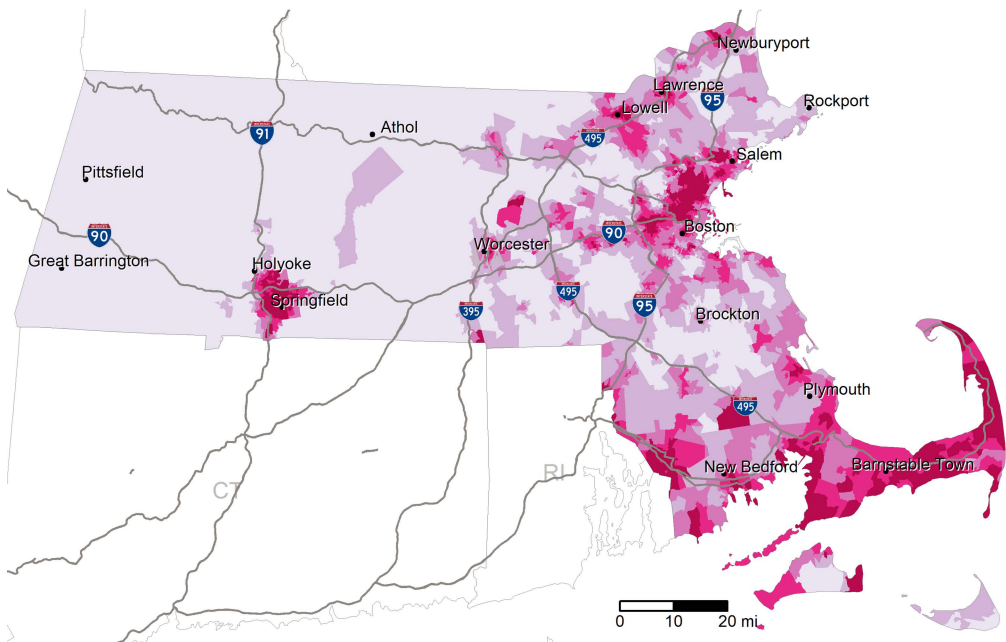 Newburyport
Lawrence
95
Rockport
Lowell
Athol
91
495
Salem
Pittsfield
90
Boston
90
Worcester
Great Barrington
Holyoke
Springfield
495
95
395
Brockton
Plymouth
495
New Bedford
Barnstable Town
CT
RI
0 10 20 mi